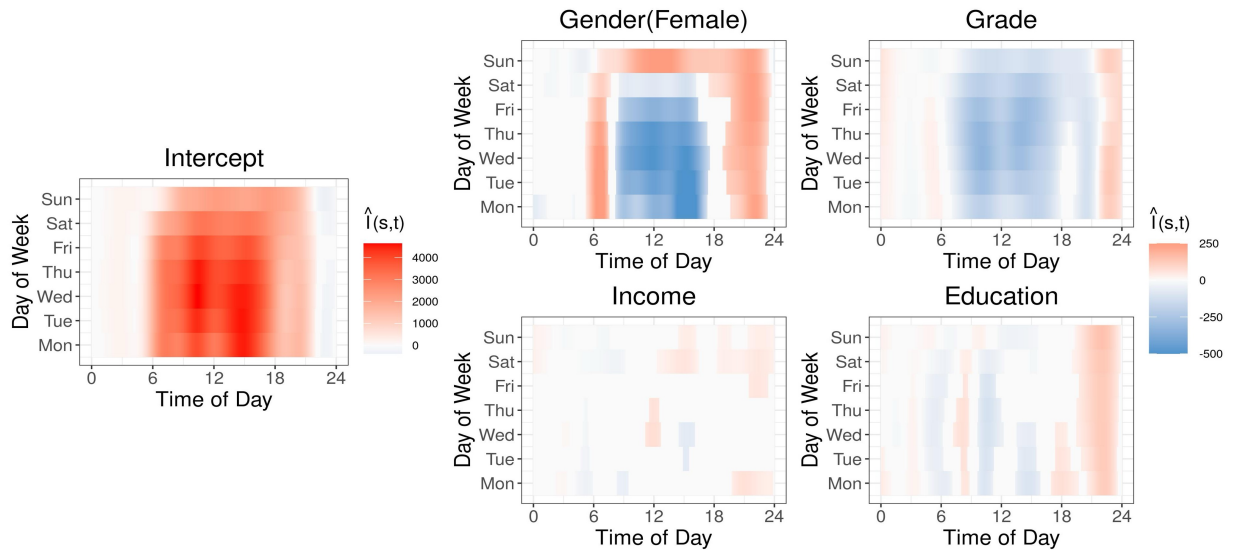 Intercept
Day of Week
Sun
Sat
Fri
Thu
Wed
Tue
Mon
0 6 12 18 24
Time of Day
Î(s,t)
4000
3000
2000
1000
0
Gender(Female)
Day of Week
Sun
Sat
Fri
Thu
Wed
Tue
Mon
0 6 12 18 24
Time of Day
Grade
Day of Week
Sun
Sat
Fri
Thu
Wed
Tue
Mon
0 6 12 18 24
Time of Day
Income
Day of Week
Sun
Sat
Fri
Thu
Wed
Tue
Mon
0 6 12 18 24
Time of Day
Education
Day of Week
Sun
Sat
Fri
Thu
Wed
Tue
Mon
0 6 12 18 24
Time of Day
Î(s,t)
250
0
-250
-500